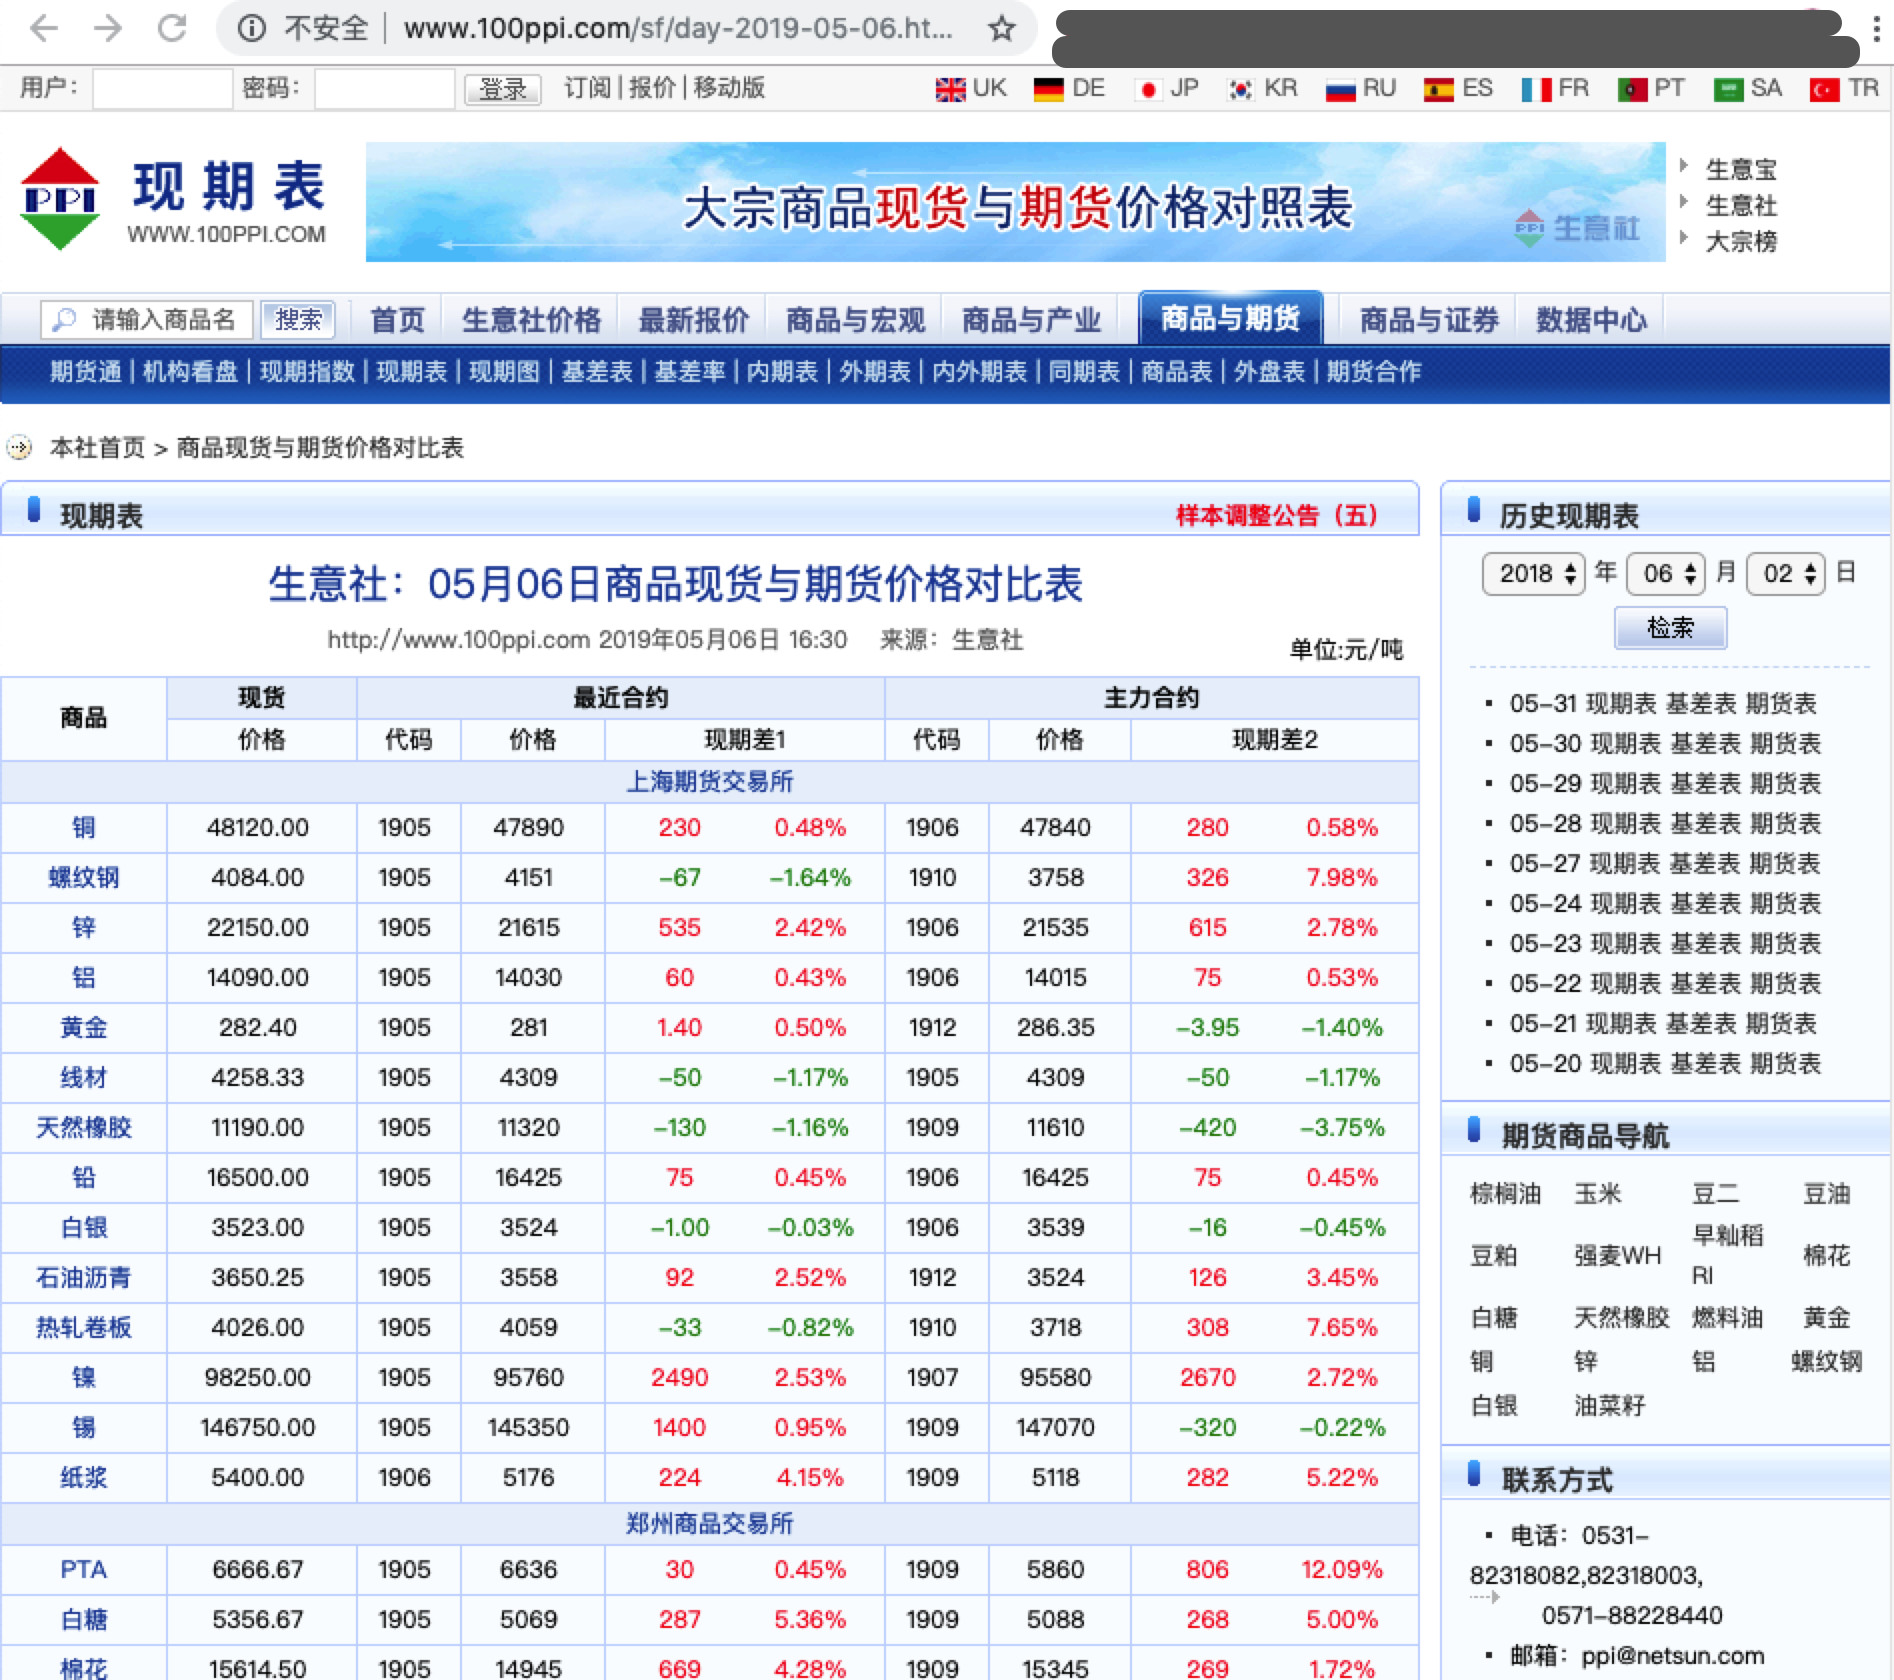 不安全 www.100ppi.com/sf/day-2019-05-06.ht...
用户: 密码: 登录 订阅 | 报价 | 移动版 UK DE JP KR RU ES FR PT SA TR
PPI 现期表
WWW.100PPI.COM
大宗商品现货与期货价格对照表
PPI 生意社
生意宝
生意社
大宗榜
请输入商品名 搜索 首页 生意社价格 最新报价 商品与宏观 商品与产业 商品与期货 商品与证券 数据中心
期货通 | 机构看盘 | 现期指数 | 现期表 | 现期图 | 基差表 | 基差率 | 内期表 | 外期表 | 内外期表 | 同期表 | 商品表 | 外盘表 | 期货合作
本社首页 > 商品现货与期货价格对比表
现期表 样本调整公告（五）
生意社：05月06日商品现货与期货价格对比表
http://www.100ppi.com 2019年05月06日 16:30 来源：生意社
单位:元/吨
商品 现货 最近合约 主力合约
价格 代码 价格 现期差1 代码 价格 现期差2
上海期货交易所
铜 48120.00 1905 47890 230 0.48% 1906 47840 280 0.58%
螺纹钢 4084.00 1905 4151 -67 -1.64% 1910 3758 326 7.98%
锌 22150.00 1905 21615 535 2.42% 1906 21535 615 2.78%
铝 14090.00 1905 14030 60 0.43% 1906 14015 75 0.53%
黄金 282.40 1905 281 1.40 0.50% 1912 286.35 -3.95 -1.40%
线材 4258.33 1905 4309 -50 -1.17% 1905 4309 -50 -1.17%
天然橡胶 11190.00 1905 11320 -130 -1.16% 1909 11610 -420 -3.75%
铅 16500.00 1905 16425 75 0.45% 1906 16425 75 0.45%
白银 3523.00 1905 3524 -1.00 -0.03% 1906 3539 -16 -0.45%
石油沥青 3650.25 1905 3558 92 2.52% 1912 3524 126 3.45%
热轧卷板 4026.00 1905 4059 -33 -0.82% 1910 3718 308 7.65%
镍 98250.00 1905 95760 2490 2.53% 1907 95580 2670 2.72%
锡 146750.00 1905 145350 1400 0.95% 1909 147070 -320 -0.22%
纸浆 5400.00 1906 5176 224 4.15% 1909 5118 282 5.22%
郑州商品交易所
PTA 6666.67 1905 6636 30 0.45% 1909 5860 806 12.09%
白糖 5356.67 1905 5069 287 5.36% 1909 5088 268 5.00%
棉花 15614.50 1905 14945 669 4.28% 1909 15345 269 1.72%
历史现期表
2018 年 06 月 02 日
检索
05-31 现期表 基差表 期货表
05-30 现期表 基差表 期货表
05-29 现期表 基差表 期货表
05-28 现期表 基差表 期货表
05-27 现期表 基差表 期货表
05-24 现期表 基差表 期货表
05-23 现期表 基差表 期货表
05-22 现期表 基差表 期货表
05-21 现期表 基差表 期货表
05-20 现期表 基差表 期货表
期货商品导航
棕榈油 玉米 豆二 豆油
豆粕 强麦WH 早籼稻RI 棉花
白糖 天然橡胶 燃料油 黄金
铜 锌 铝 螺纹钢
白银 油菜籽
联系方式
电话：0531-
82318082,82318003,
0571-88228440
邮箱：ppi@netsun.com